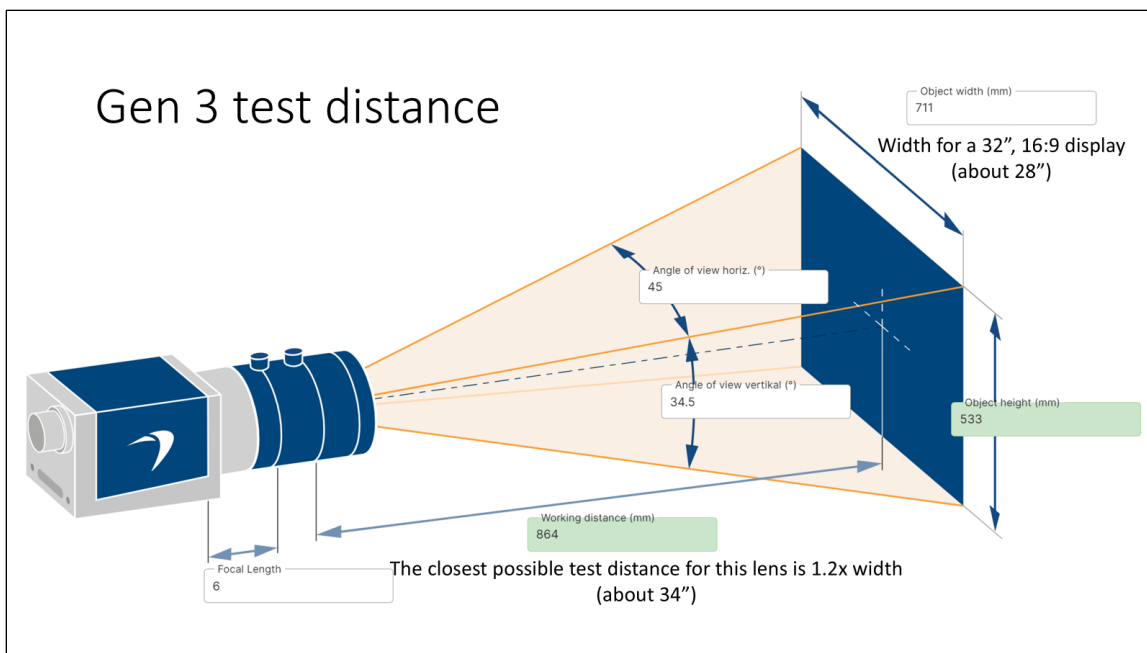 Gen 3 test distance
Object width (mm)
711
Width for a 32”, 16:9 display
(about 28”)
Angle of view horiz. (°)
45
Angle of view vertikal (°)
34.5
Object height (mm)
533
Working distance (mm)
864
Focal Length
6
The closest possible test distance for this lens is 1.2x width
(about 34”)